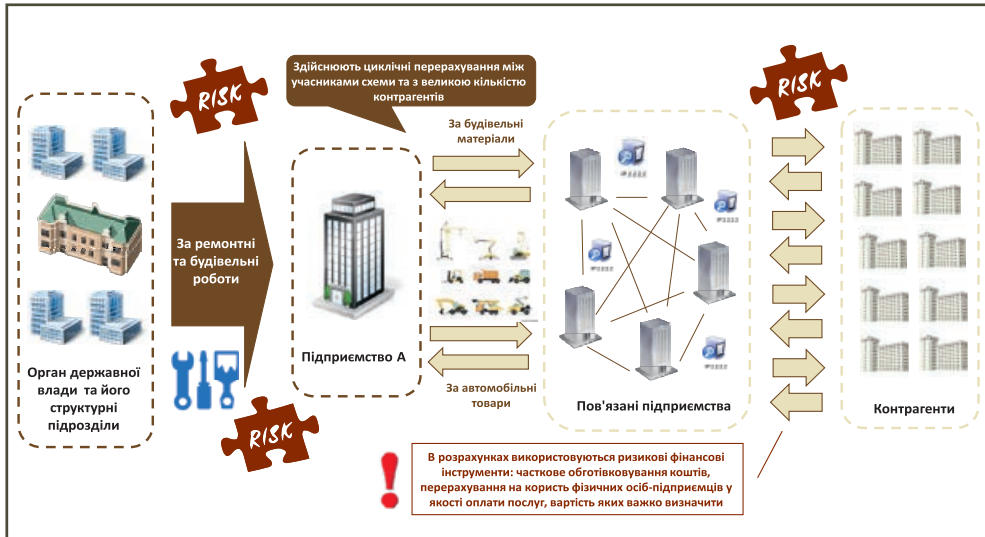 RISK
Здійснюють циклічні перерахування між
учасниками схеми та з великою кількістю
контрагентів
RISK
За будівельні
матеріали
За ремонтні
та будівельні
роботи
Орган державної
влади та його
структурні
підрозділи
Підприємство А
За автомобільні
товари
Пов'язані підприємства
Контрагенти
RISK
В розрахунках використовуються ризикові фінансові
інструменти: часткове обготівковування коштів,
перерахування на користь фізичних осіб-підприємців у
якості оплати послуг, вартість яких важко визначити